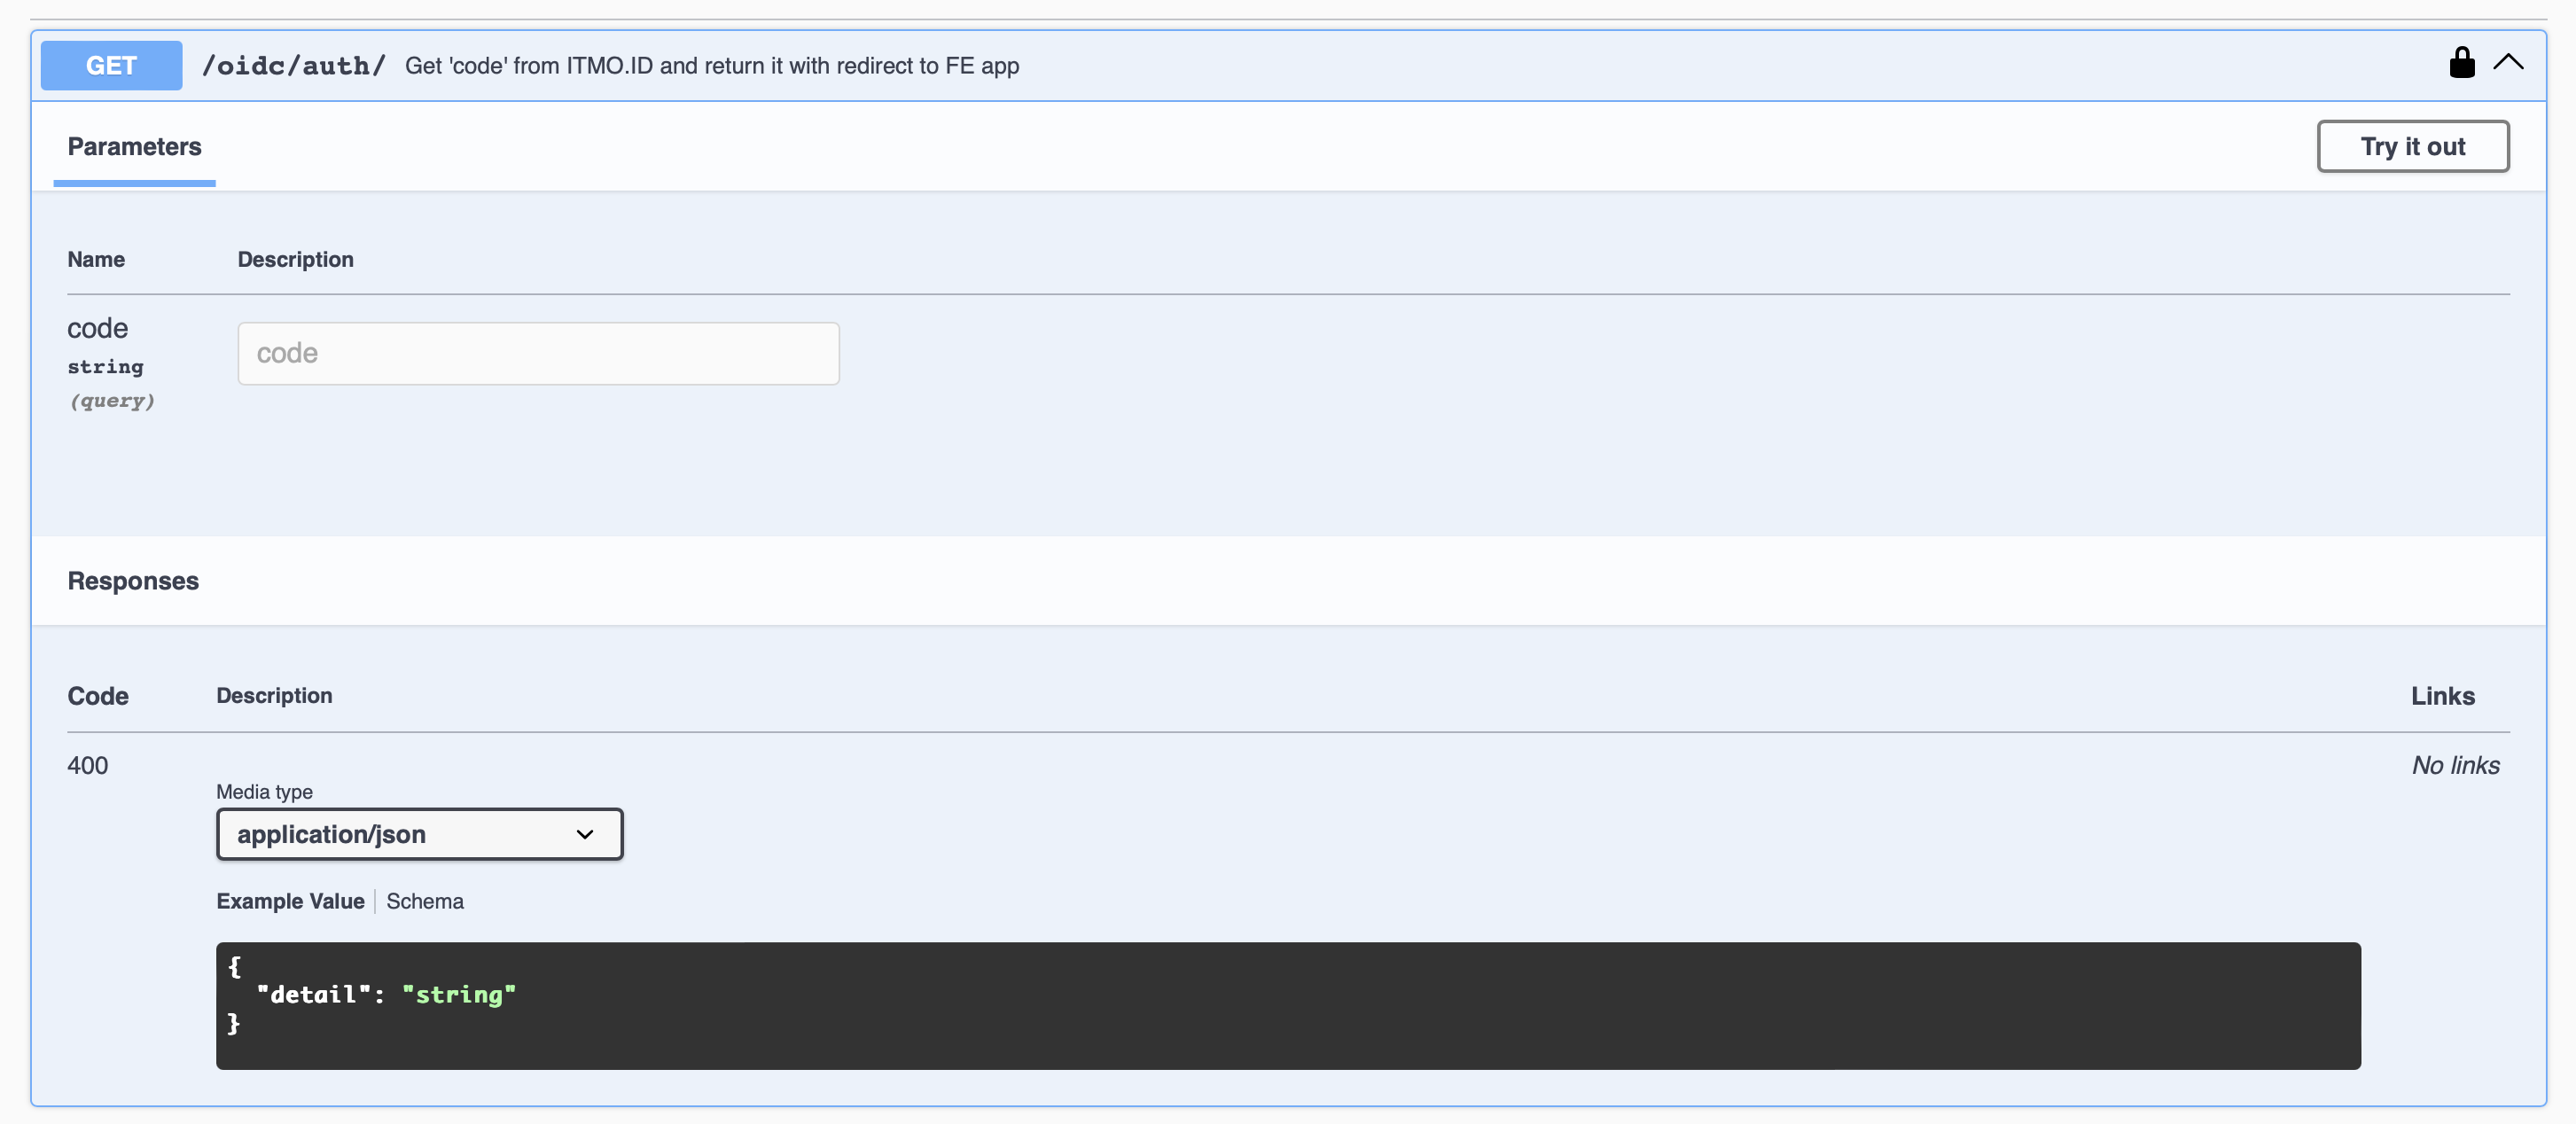 GET /oidc/auth/ Get 'code' from ITMO.ID and return it with redirect to FE app
Parameters
Try it out
Name Description
code
string
(query)
code
Responses
Code Description Links
400 No links
Media type
application/json
Example Value Schema
{
  "detail": "string"
}